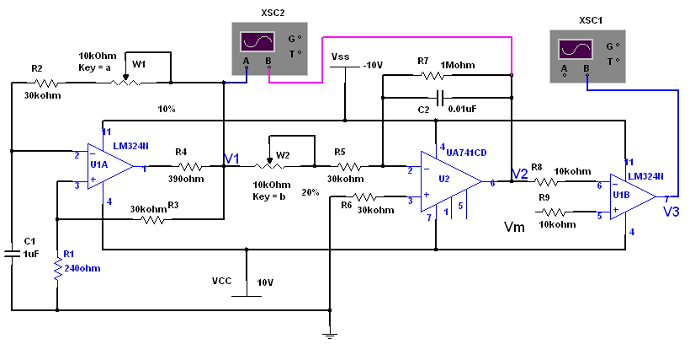 XSC2
G
T
A B
XSC1
G
T
A B
R2
30kohm
10kOhm
Key = a
W1
10%
Vss
-10V
R7
1Mohm
C2
0.01uF
11
LM324N
2
U1A
3
1
4
R4
390ohm
V1
W2
10kOhm
Key = b
20%
R5
30kohm
4
UA741CD
2
U2
3
6
7
1
5
V2
R8
10kohm
11
LM324N
6
U1B
5
7
4
V3
R9
10kohm
Vm
30kohm
R3
R6
30kohm
C1
1uF
R1
240ohm
VCC
10V